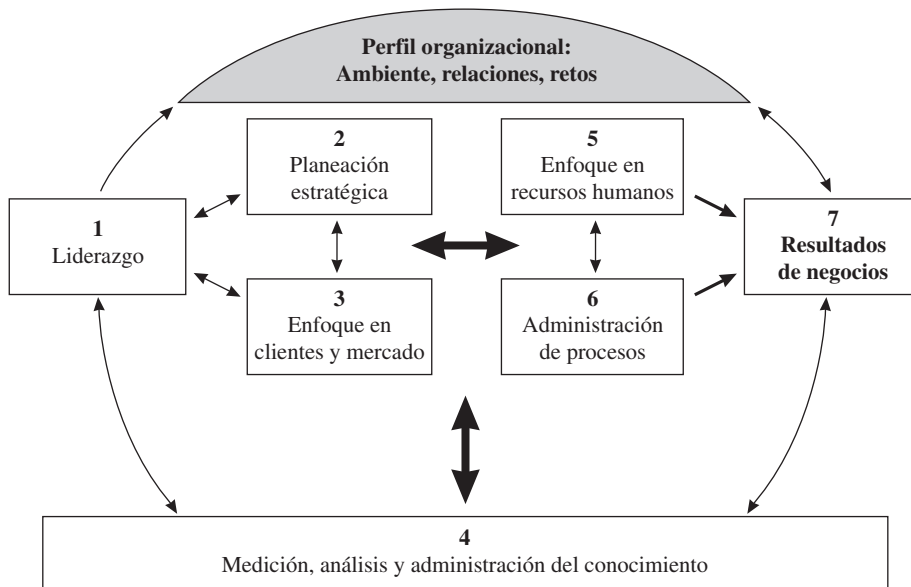 Perfil organizacional:
Ambiente, relaciones, retos
2
Planeación
estratégica
5
Enfoque en
recursos humanos
1
Liderazgo
7
Resultados
de negocios
3
Enfoque en
clientes y mercado
6
Administración
de procesos
4
Medición, análisis y administración del conocimiento